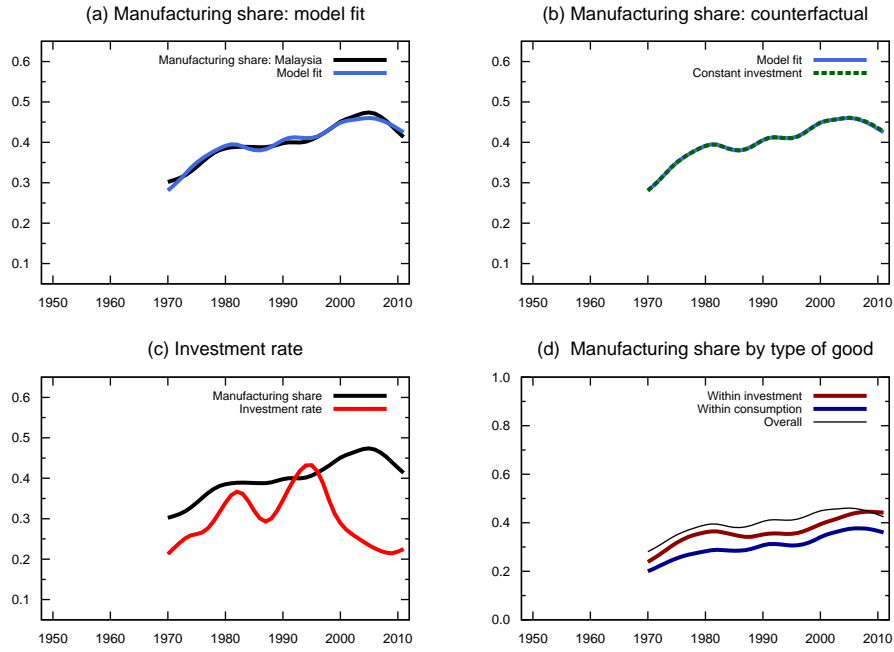 (a) Manufacturing share: model fit
0.6
0.5
0.4
0.3
0.2
0.1
Manufacturing share: Malaysia
Model fit
1950 1960 1970 1980 1990 2000 2010
(b) Manufacturing share: counterfactual
0.6
0.5
0.4
0.3
0.2
0.1
Model fit
Constant investment
1950 1960 1970 1980 1990 2000 2010
(c) Investment rate
0.6
0.5
0.4
0.3
0.2
0.1
Manufacturing share
Investment rate
1950 1960 1970 1980 1990 2000 2010
(d) Manufacturing share by type of good
1.0
0.8
0.6
0.4
0.2
0.0
Within investment
Within consumption
Overall
1950 1960 1970 1980 1990 2000 2010